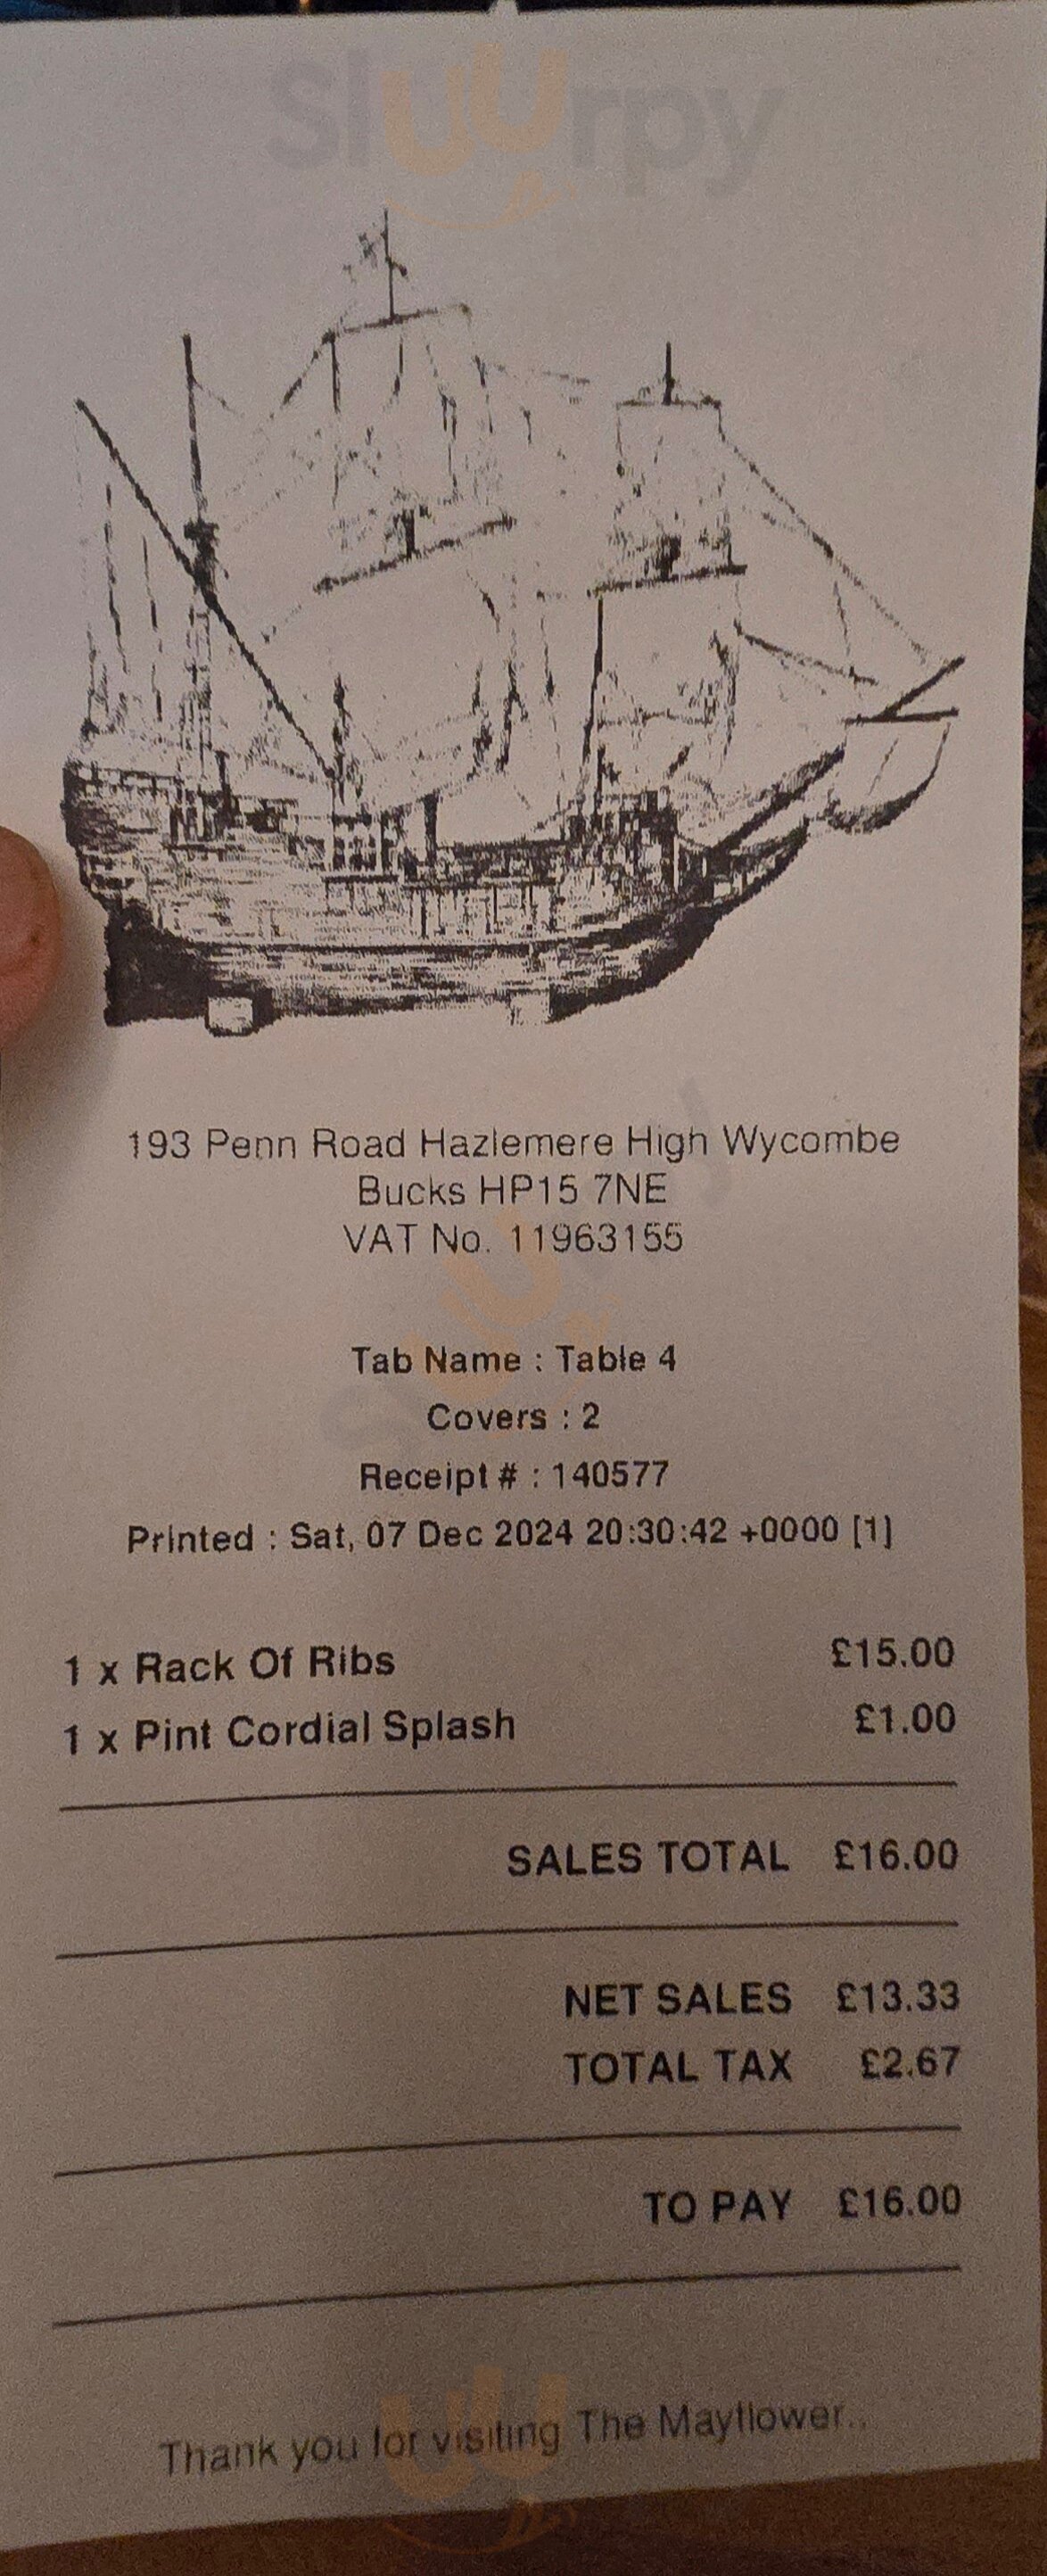 Sluurpy
193 Penn Road Hazlemere High Wycombe
Bucks HP15 7NE
VAT No. 11963155
Tab Name : Table 4
Covers : 2
Receipt # : 140577
Printed : Sat, 07 Dec 2024 20:30:42 +0000 [1]
1 x Rack Of Ribs £15.00
1 x Pint Cordial Splash £1.00
SALES TOTAL £16.00
NET SALES £13.33
TOTAL TAX £2.67
TO PAY £16.00
Thank you for visiting The Mayflower..